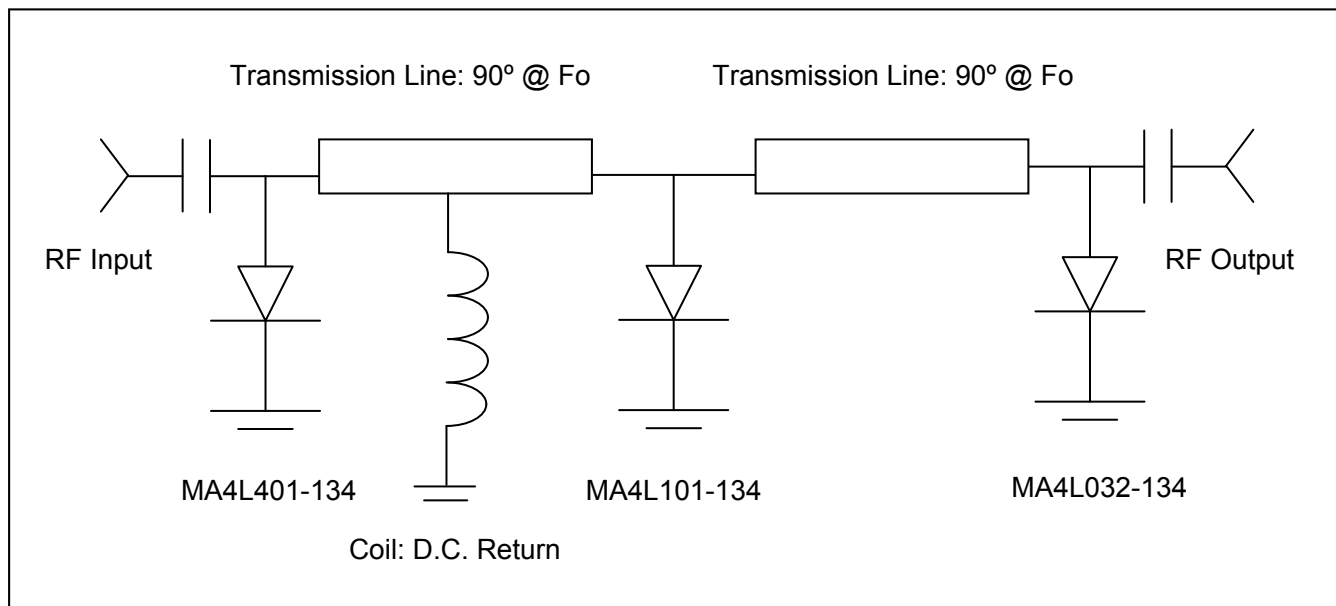 Transmission Line: 90º @ Fo
Transmission Line: 90º @ Fo
RF Input
RF Output
MA4L401-134
MA4L101-134
MA4L032-134
Coil: D.C. Return